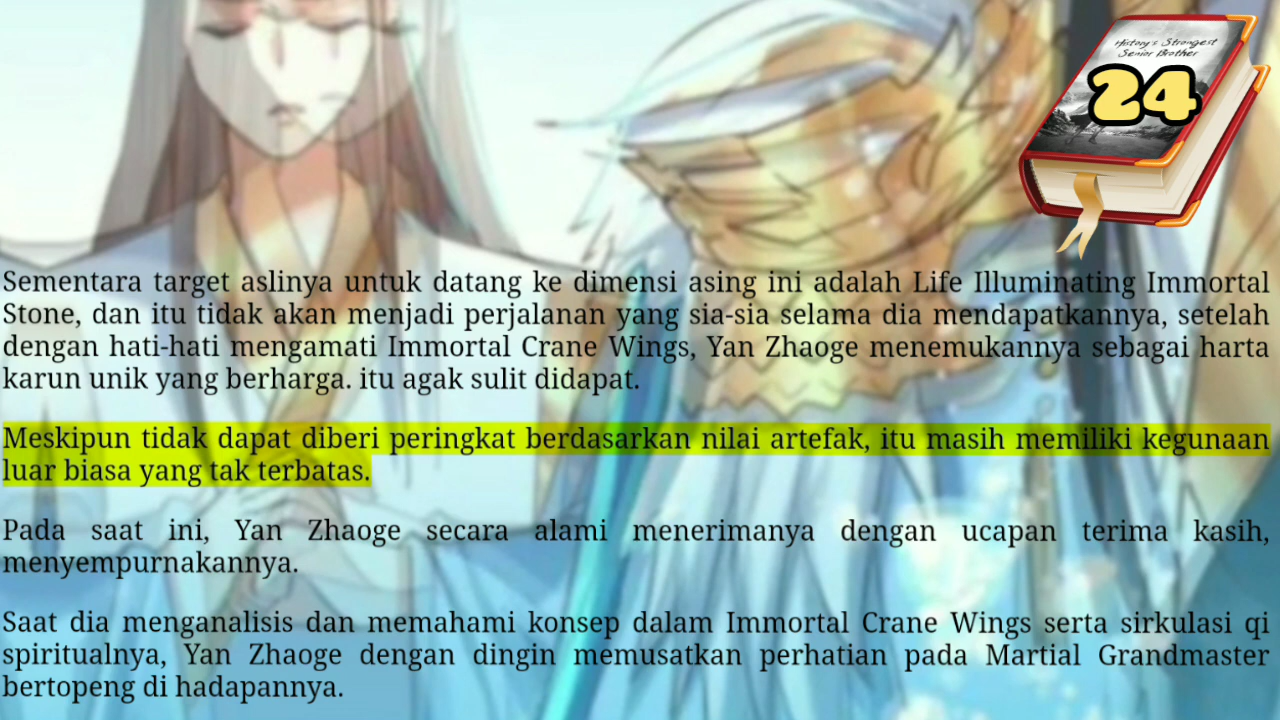 History's Strongest
Senior Brother
24
Sementara target aslinya untuk datang ke dimensi asing ini adalah Life Illuminating Immortal
Stone, dan itu tidak akan menjadi perjalanan yang sia-sia selama dia mendapatkannya, setelah
dengan hati-hati mengamati Immortal Crane Wings, Yan Zhaoge menemukannya sebagai harta
karun unik yang berharga. itu agak sulit didapat.
Meskipun tidak dapat diberi peringkat berdasarkan nilai artefak, itu masih memiliki kegunaan
luar biasa yang tak terbatas.
Pada saat ini, Yan Zhaoge secara alami menerimanya dengan ucapan terima kasih,
menyempurnakannya.
Saat dia menganalisis dan memahami konsep dalam Immortal Crane Wings serta sirkulasi qi
spiritualnya, Yan Zhaoge dengan dingin memusatkan perhatian pada Martial Grandmaster
bertopeng di hadapannya.